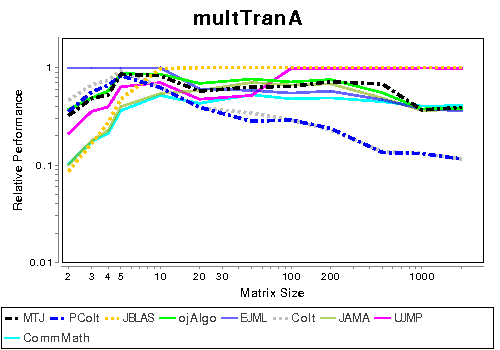 multTranA
1
0.1
0.01
Relative Performance
2 3 4 5 10 20 30 100 200 1000
Matrix Size
MTJ PColt JBLAS ojAlgo EJML Colt JAMA UJMP
CommMath